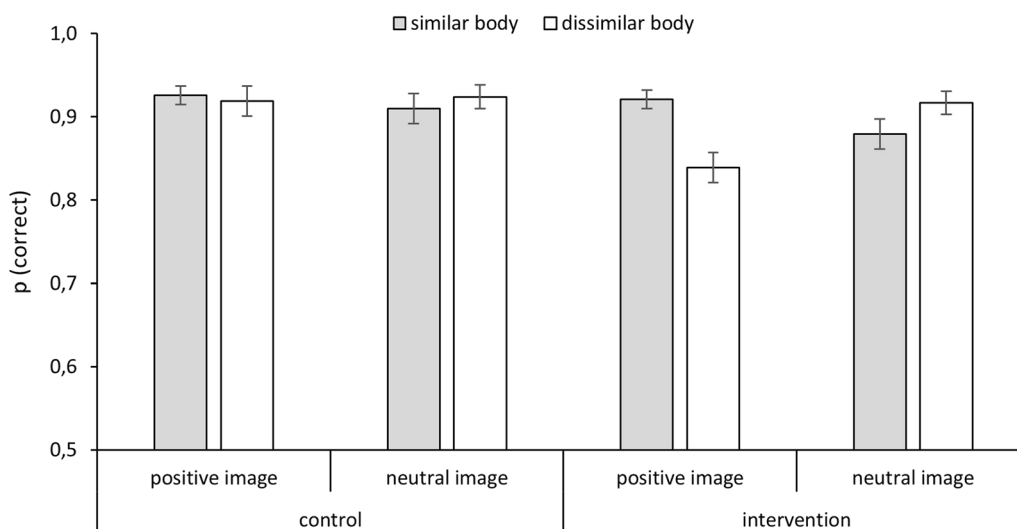 similar body dissimilar body
1,0
0,9
0,8
0,7
0,6
0,5
p (correct)
positive image neutral image positive image neutral image
control intervention